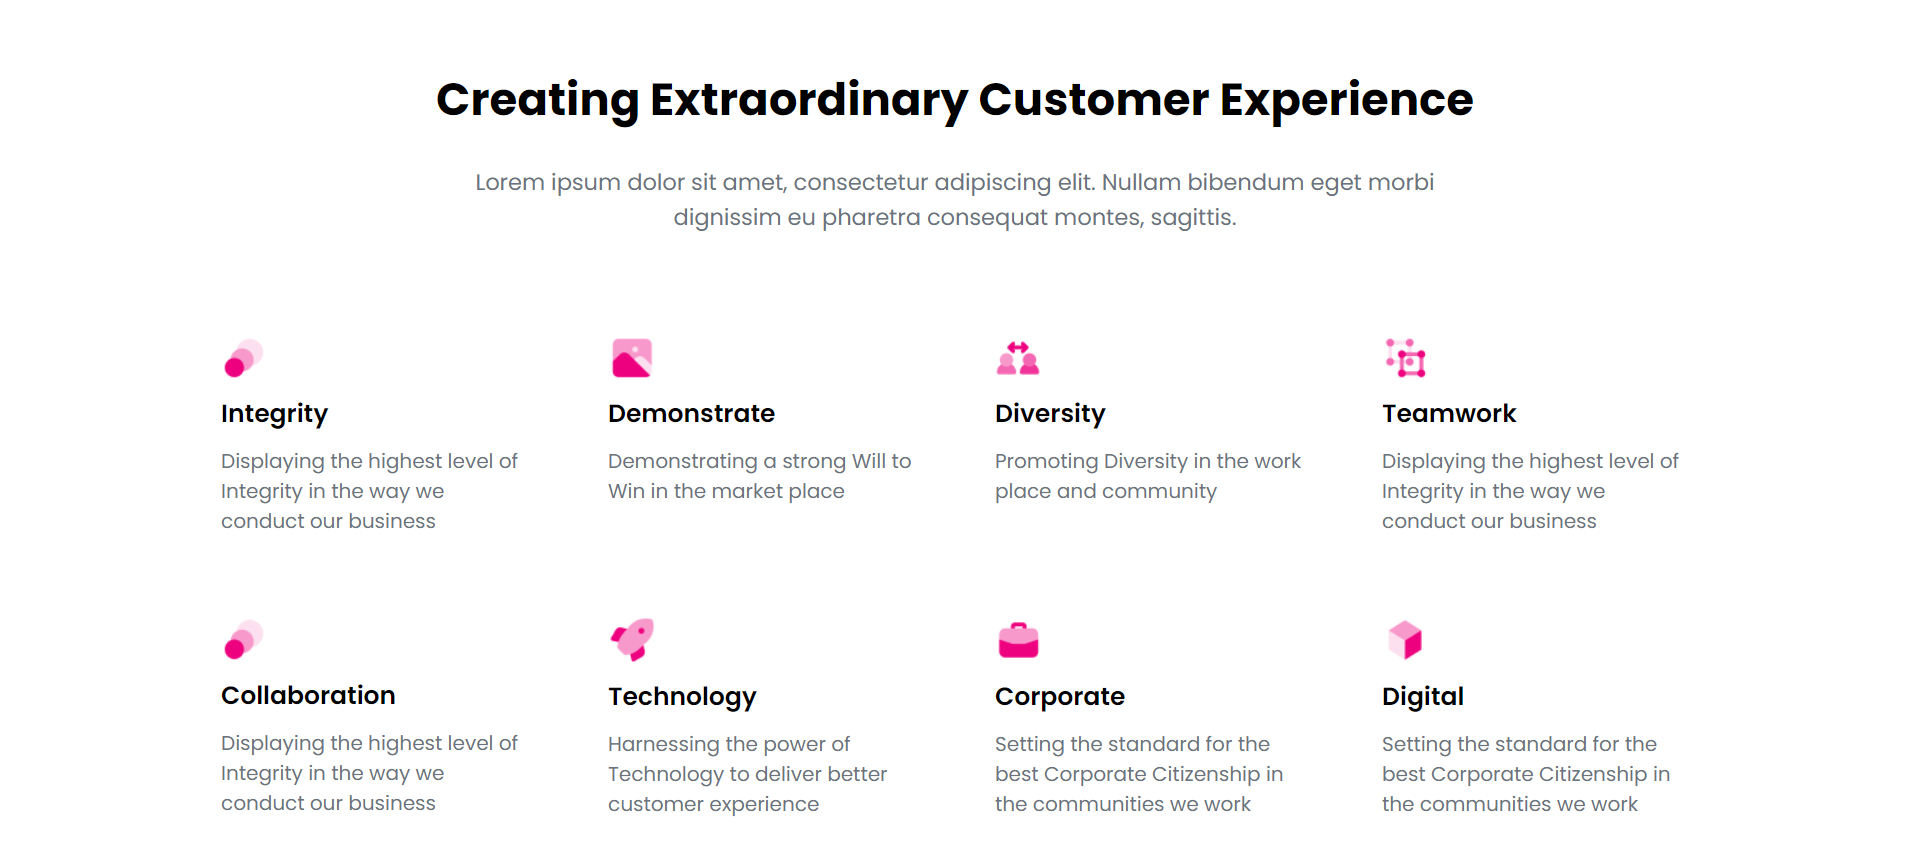 Creating Extraordinary Customer Experience
Lorem ipsum dolor sit amet, consectetur adipiscing elit. Nullam bibendum eget morbi
dignissim eu pharetra consequat montes, sagittis.
Integrity
Displaying the highest level of
Integrity in the way we
conduct our business
Demonstrate
Demonstrating a strong Will to
Win in the market place
Diversity
Promoting Diversity in the work
place and community
Teamwork
Displaying the highest level of
Integrity in the way we
conduct our business
Collaboration
Displaying the highest level of
Integrity in the way we
conduct our business
Technology
Harnessing the power of
Technology to deliver better
customer experience
Corporate
Setting the standard for the
best Corporate Citizenship in
the communities we work
Digital
Setting the standard for the
best Corporate Citizenship in
the communities we work